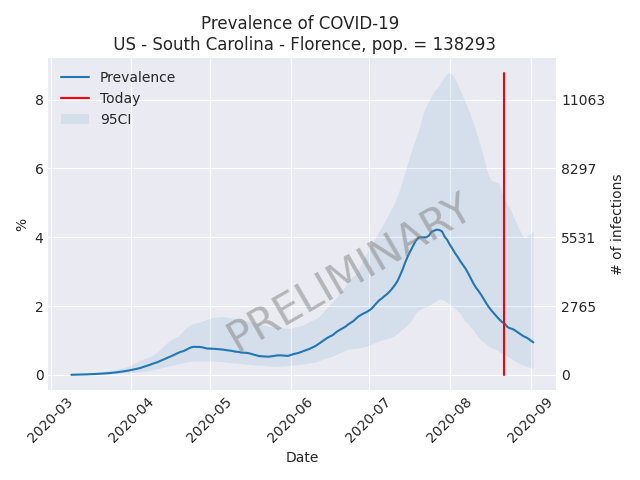 Prevalence of COVID-19
US - South Carolina - Florence, pop. = 138293
Prevalence
Today
95CI
PRELIMINARY
%
8
6
4
2
0
11063
8297
5531
2765
0
# of infections
2020-03
2020-04
2020-05
2020-06
2020-07
2020-08
2020-09
Date